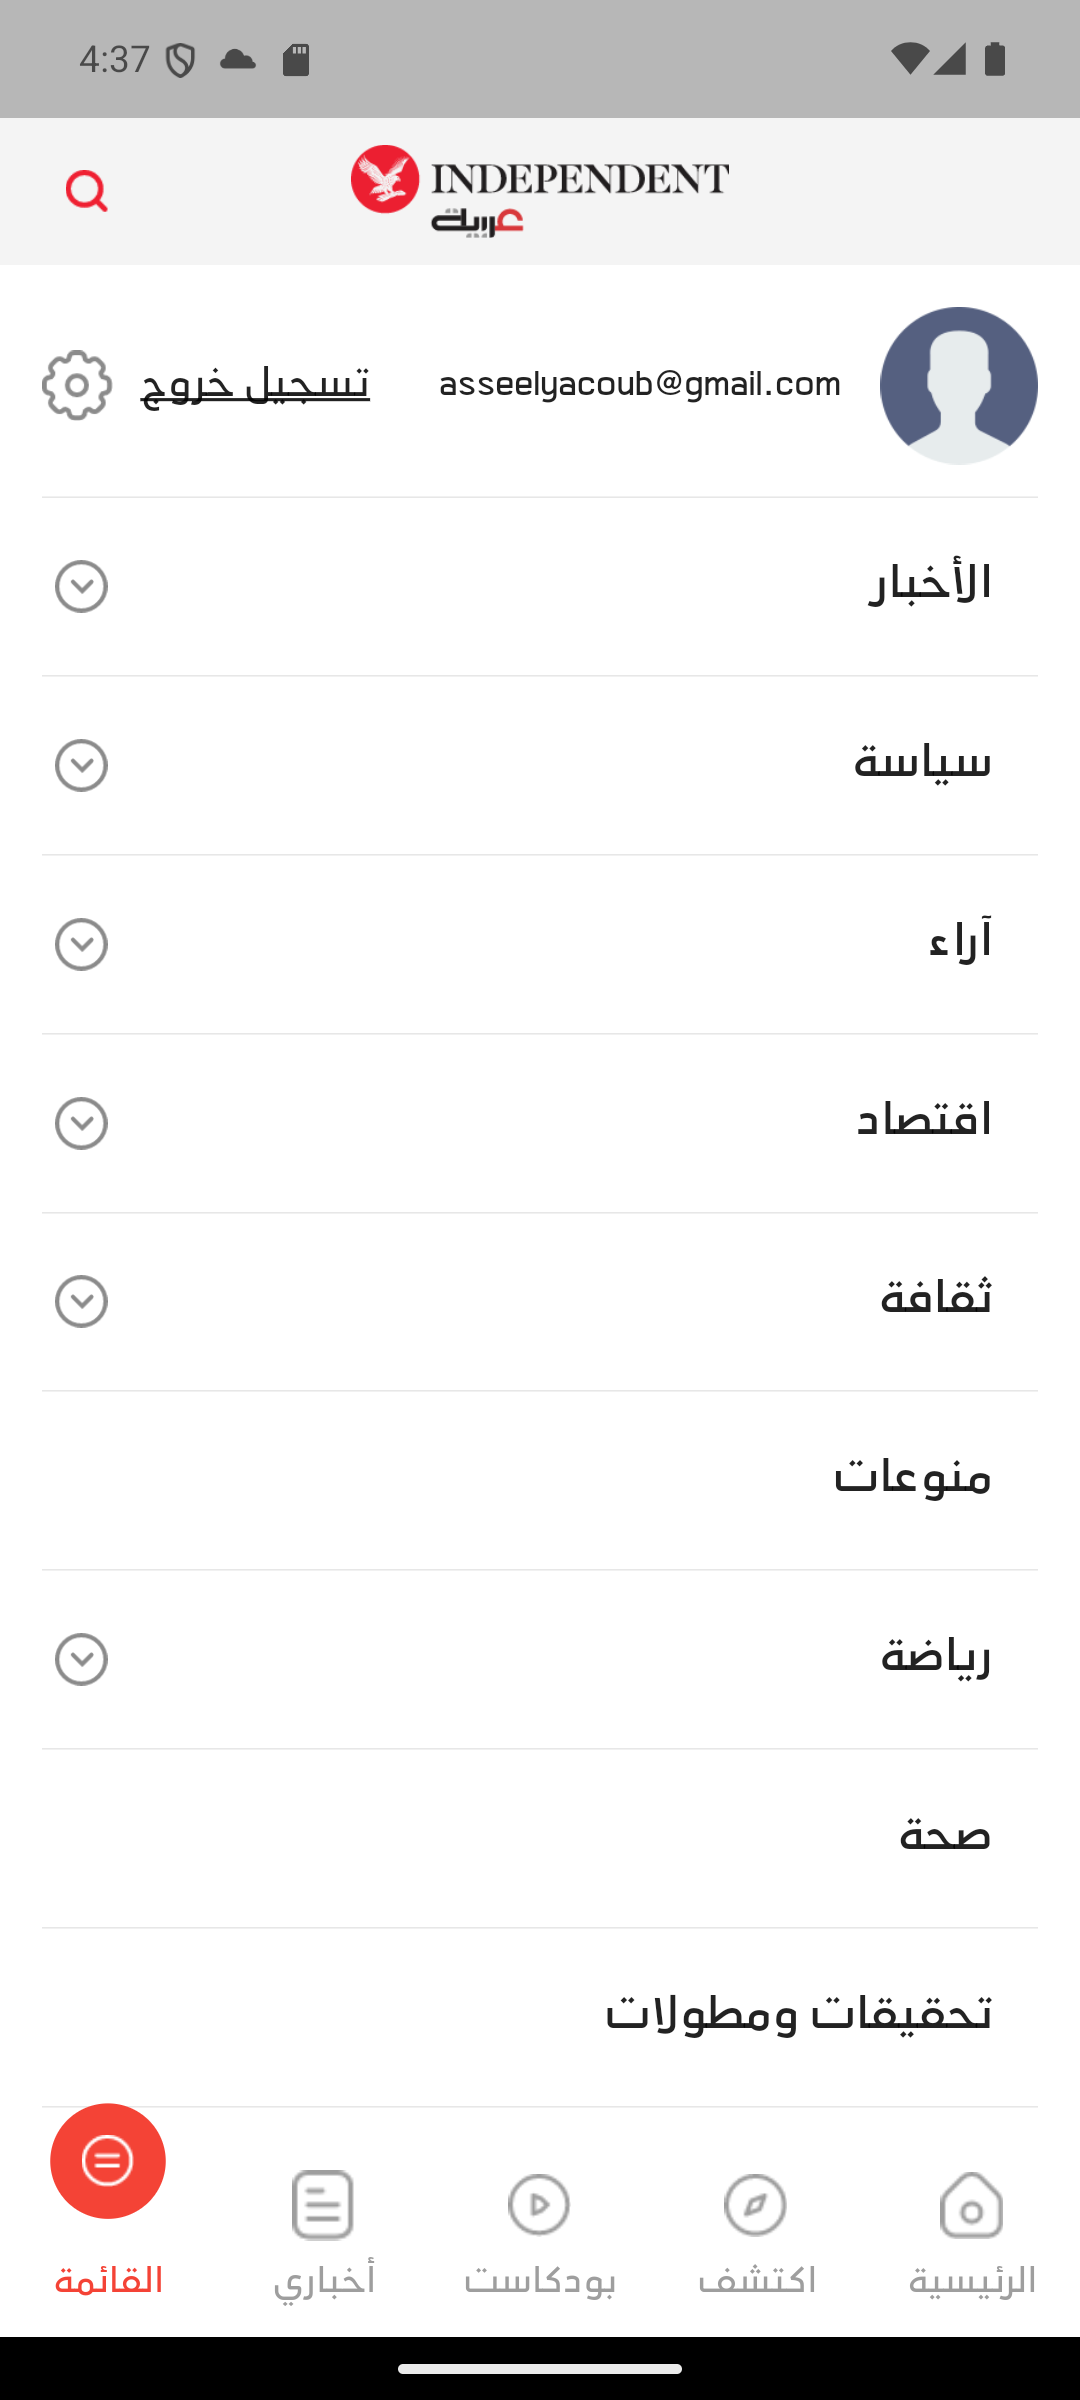 4:37
INDEPENDENT
عربية
asseelyacoub@gmail.com
تسجيل خروج
الأخبار
سياسة
آراء
اقتصاد
ثقافة
منوعات
رياضة
صحة
تحقيقات ومطولات
الرئيسية
اكتشف
بودكاست
أخباري
القائمة